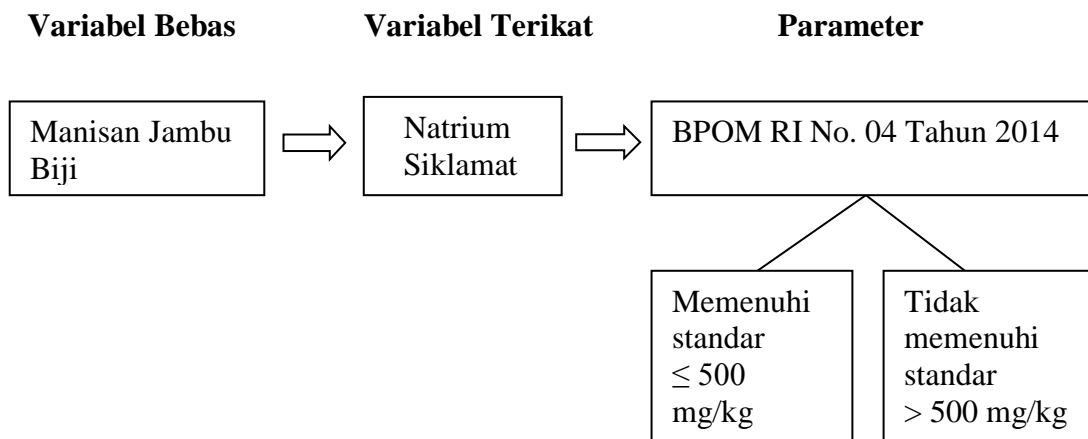 Variabel Bebas
Variabel Terikat
Parameter
Manisan Jambu
Biji
Natrium
Siklamat
BPOM RI No. 04 Tahun 2014
Memenuhi
standar
≤ 500
mg/kg
Tidak
memenuhi
standar
> 500 mg/kg